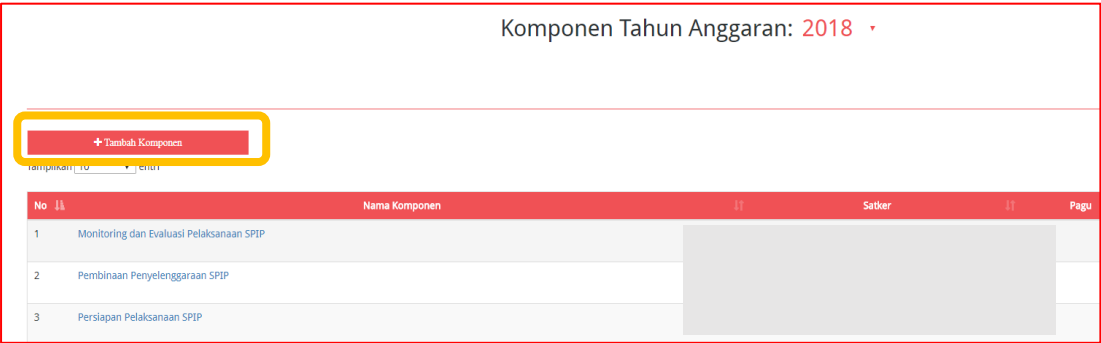 Komponen Tahun Anggaran: 2018
+ Tambah Komponen
Tampilkan 10 entri
No Nama Komponen Satker Pagu
1 Monitoring dan Evaluasi Pelaksanaan SPIP
2 Pembinaan Penyelenggaraan SPIP
3 Persiapan Pelaksanaan SPIP